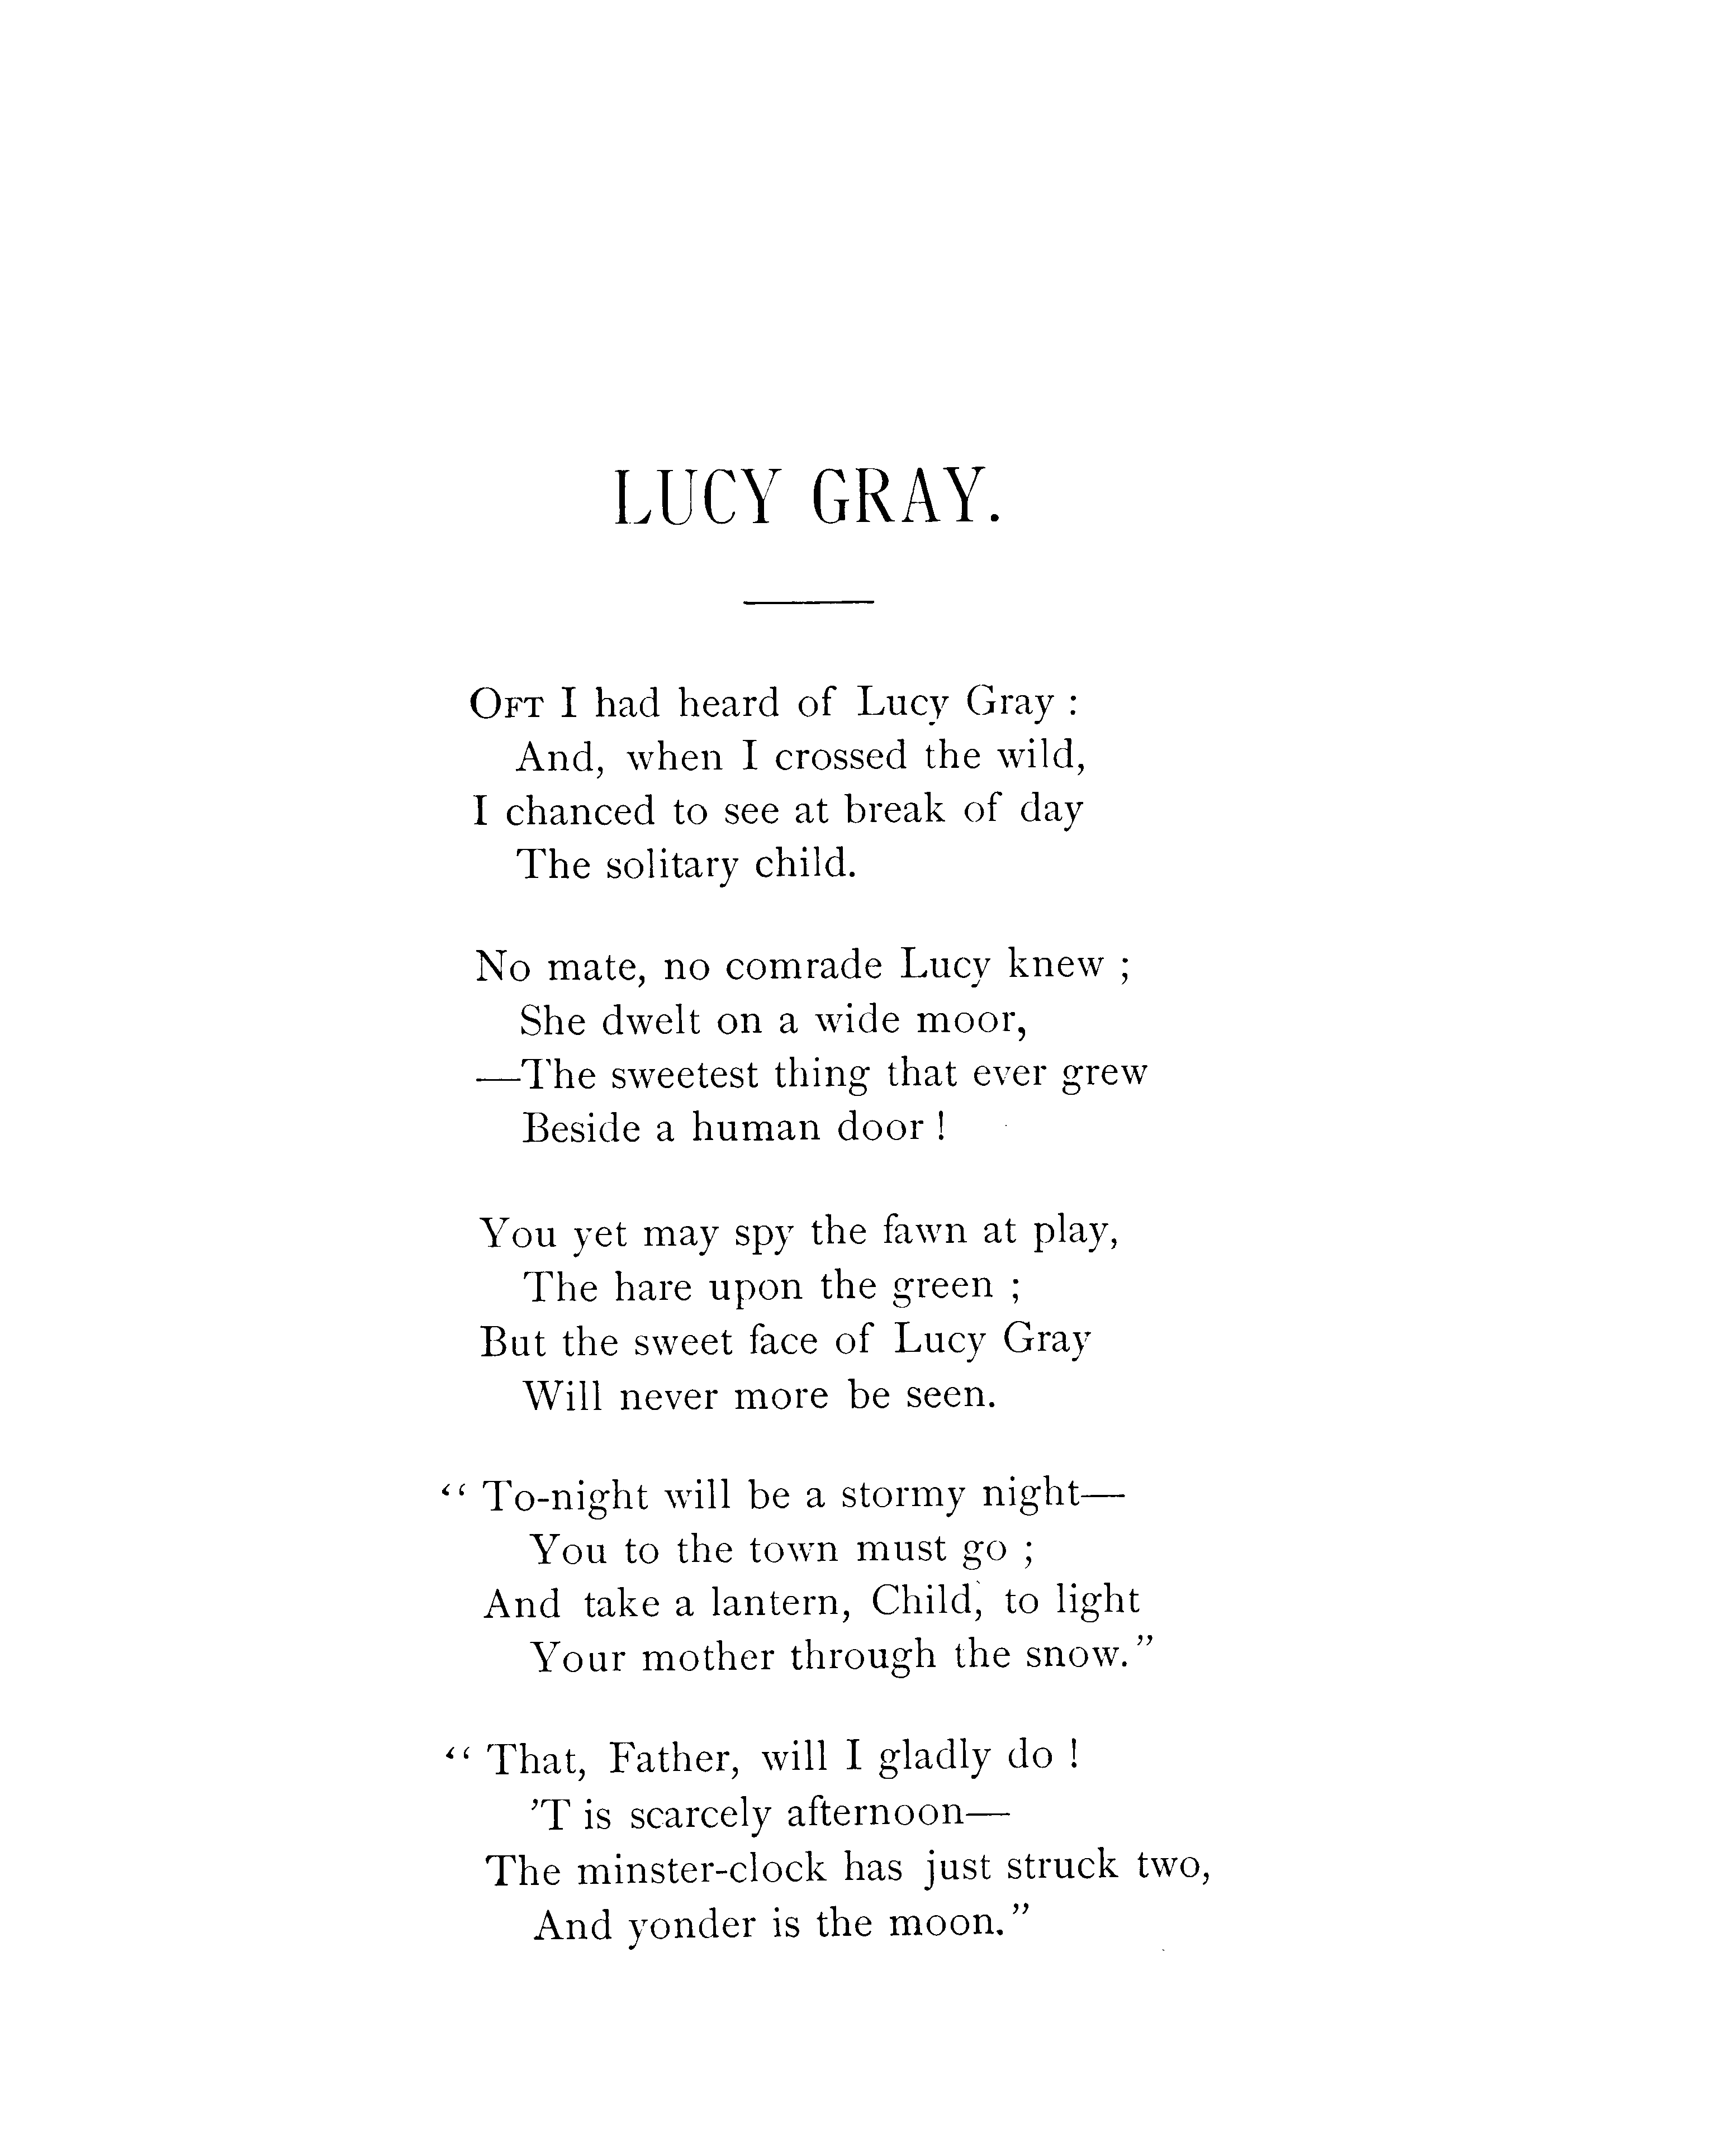 LUCY GRAY.
OFT I had heard of Lucy Gray :
And, when I crossed the wild,
I chanced to see at break of day
The solitary child.
No mate, no comrade Lucy knew ;
She dwelt on a wide moor,
—The sweetest thing that ever grew
Beside a human door !
You yet may spy the fawn at play,
The hare upon the green ;
But the sweet face of Lucy Gray
Will never more be seen.
“ To-night will be a stormy night—
You to the town must go ;
And take a lantern, Child, to light
Your mother through the snow.”
“ That, Father, will I gladly do !
’T is scarcely afternoon—
The minster-clock has just struck two,
And yonder is the moon.”